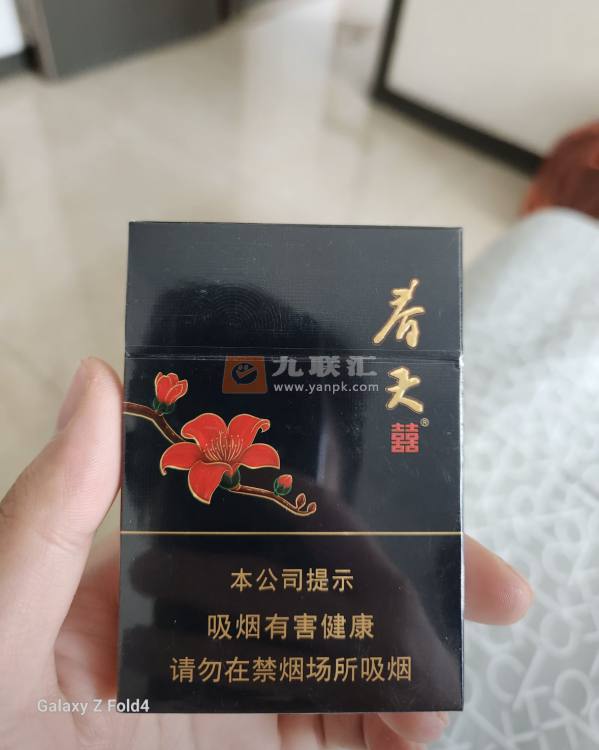 春天
囍®
九联汇
www.yanpk.com
本公司提示
吸烟有害健康
请勿在禁烟场所吸烟
Galaxy Z Fold4